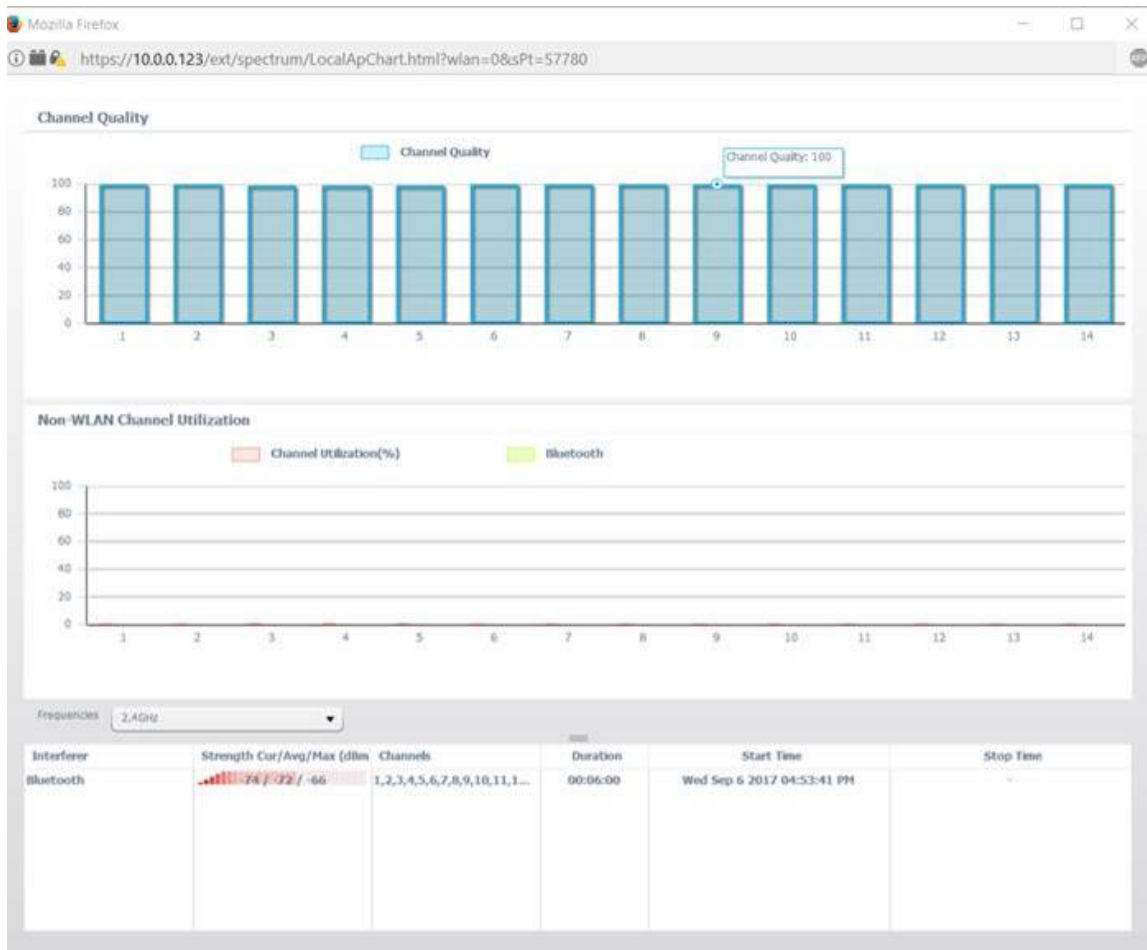 Mozilla Firefox
https://10.0.0.123/ext/spectrum/LocalApChart.html?wlan=0&sPt=57780
Channel Quality
Channel Quality
Channel Quality: 100
100
80
60
40
20
0
1 2 3 4 5 6 7 8 9 10 11 12 13 14
Non-WLAN Channel Utilization
Channel Utilization(%) Bluetooth
100
80
60
40
20
0
1 2 3 4 5 6 7 8 9 10 11 12 13 14
Frequencies 2.4GHz
Interferer Strength Cur/Avg/Max (dBm Channels Duration Start Time Stop Time
Bluetooth -74 / -72 / -66 1,2,3,4,5,6,7,8,9,10,11,1... 00:06:00 Wed Sep 6 2017 04:53:41 PM -